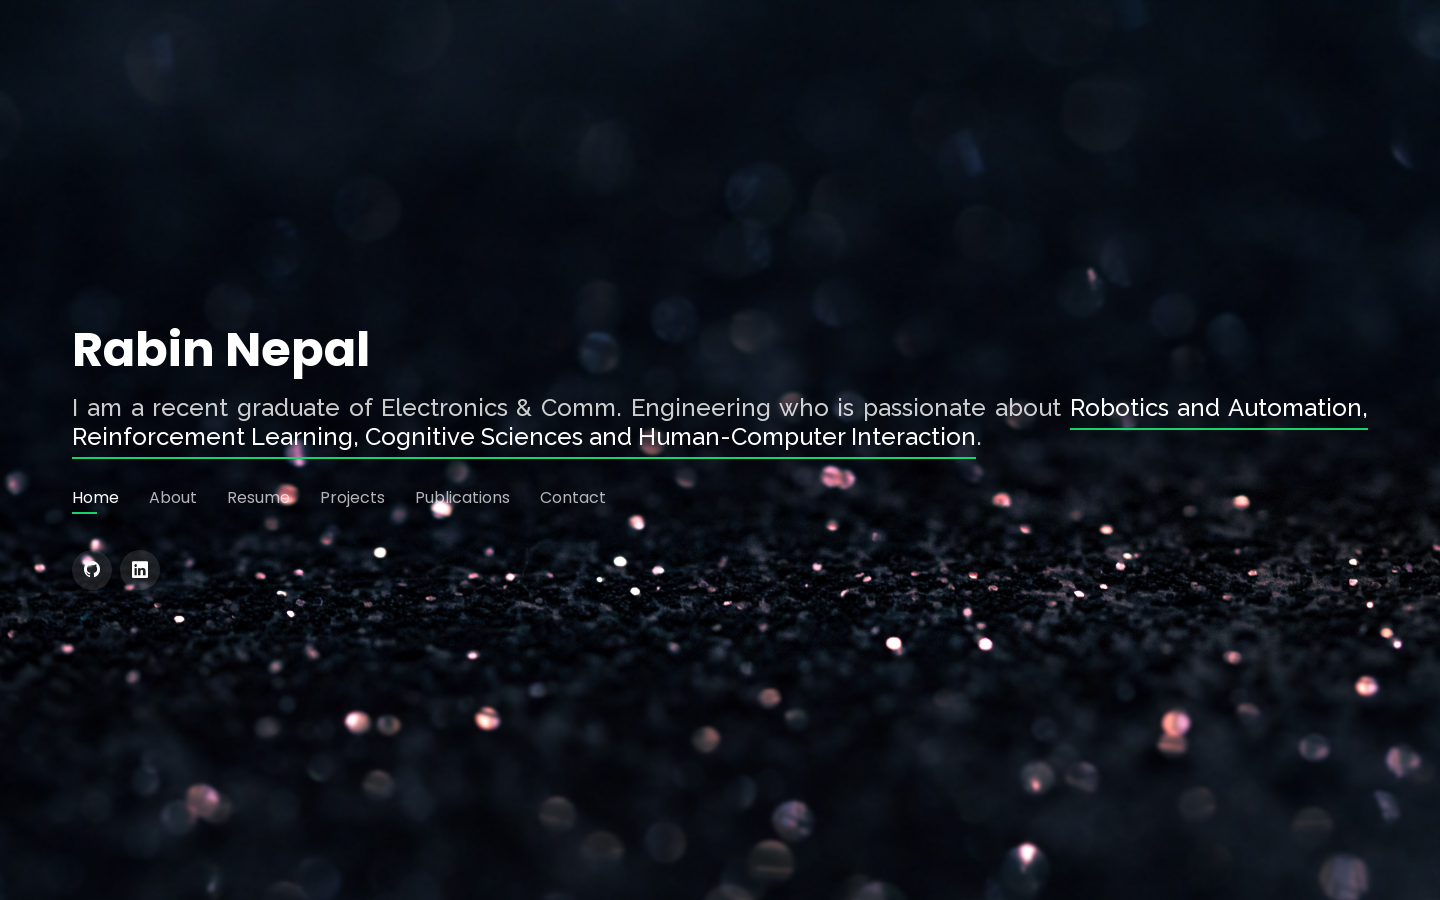 Rabin Nepal
I am a recent graduate of Electronics & Comm. Engineering who is passionate about Robotics and Automation,
Reinforcement Learning, Cognitive Sciences and Human-Computer Interaction.
Home About Resume Projects Publications Contact
in